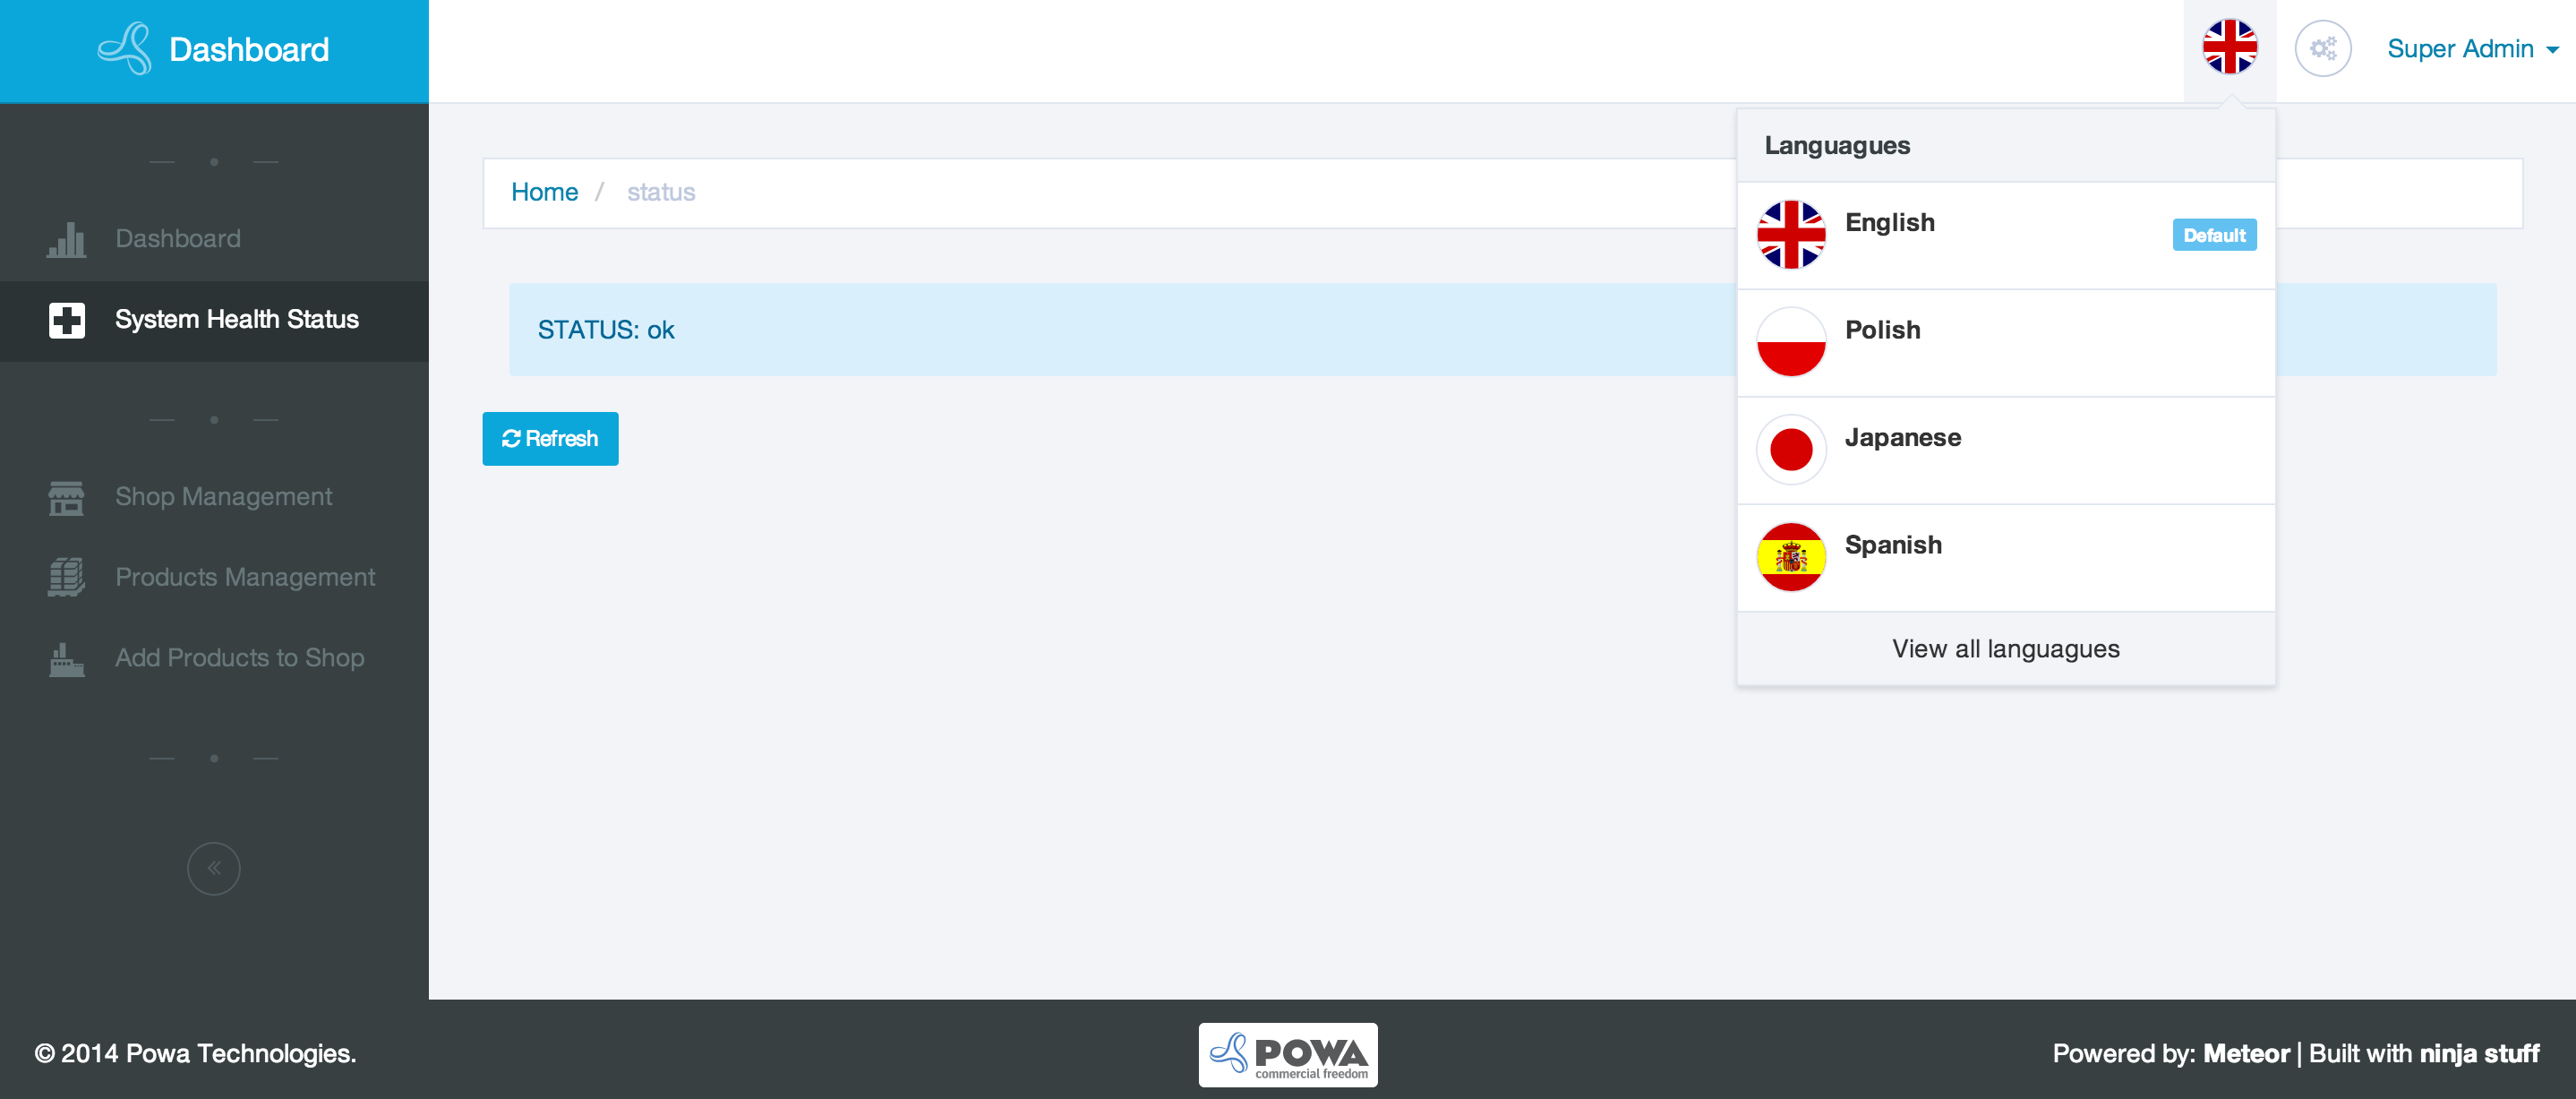 Dashboard
Super Admin
Dashboard
System Health Status
Shop Management
Products Management
Add Products to Shop
Home / status
STATUS: ok
Refresh
Languagues
English
Default
Polish
Japanese
Spanish
View all languagues
© 2014 Powa Technologies.
POWA
commercial freedom
Powered by: Meteor | Built with ninja stuff